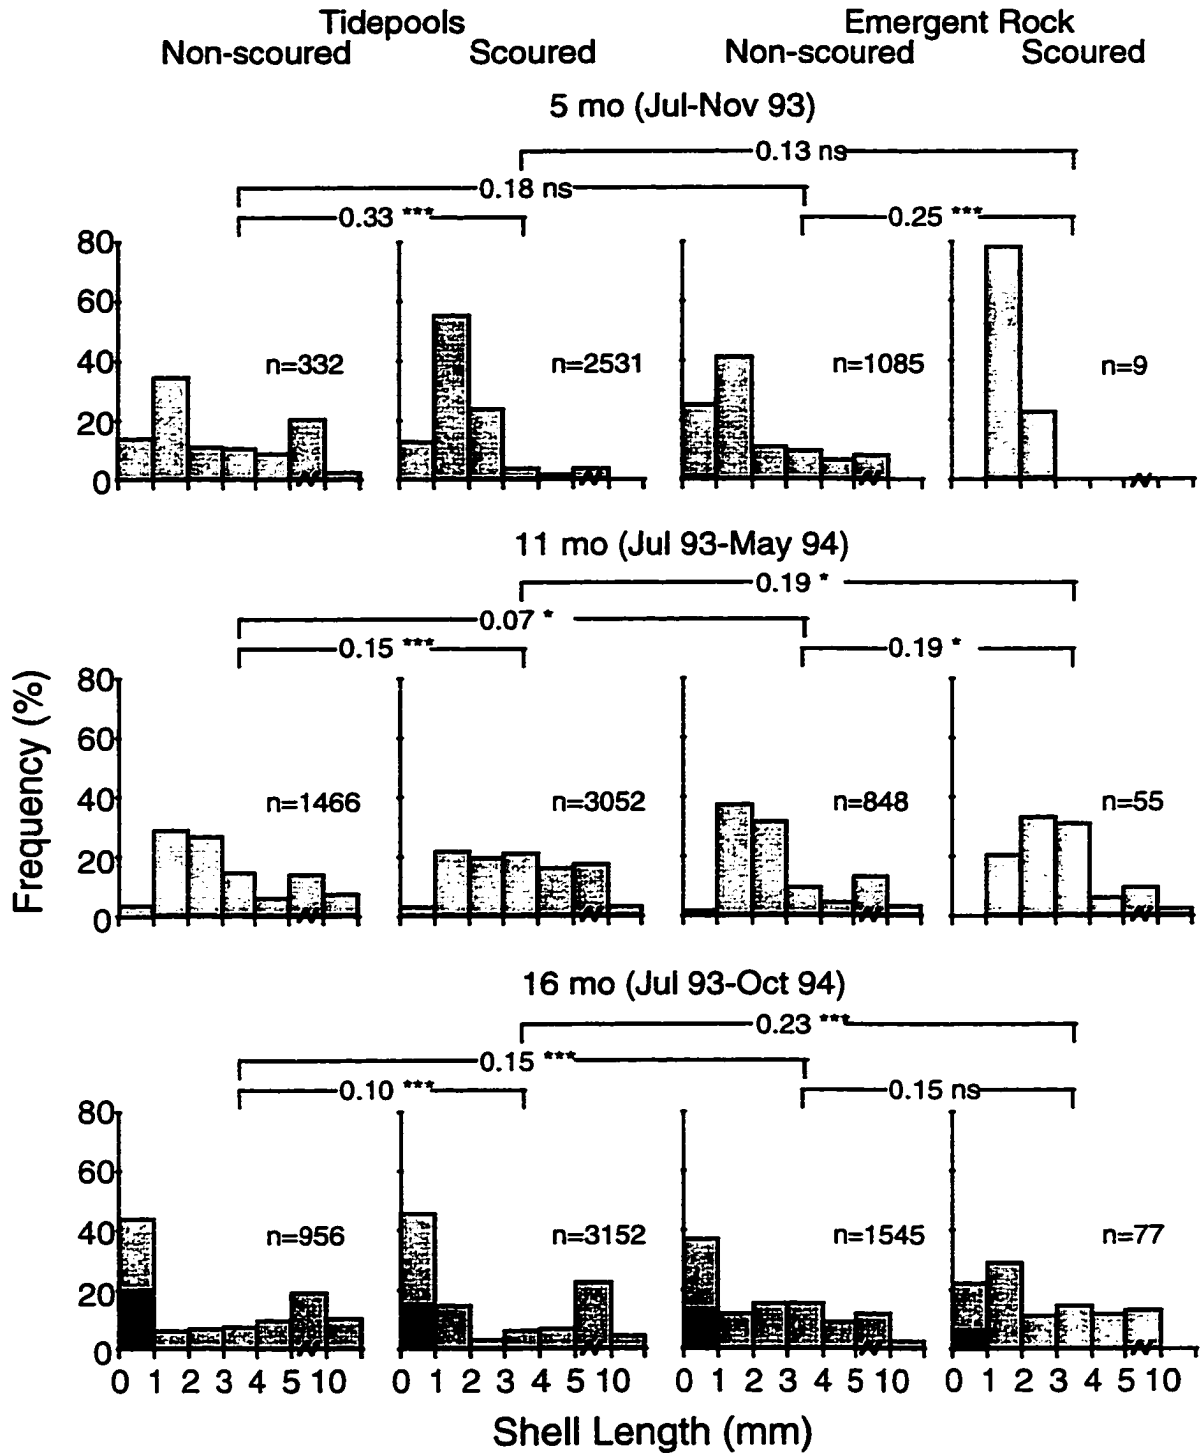 Tidepools Emergent Rock
Non-scoured Scoured Non-scoured Scoured
5 mo (Jul-Nov 93)
0.13 ns
0.18 ns
0.33 *** 0.25 ***
80
60
40 n=332 n=2531 n=1085 n=9
20
0
11 mo (Jul 93-May 94)
0.19 *
0.07 *
0.15 *** 0.19 *
80
60
40 n=1466 n=3052 n=848 n=55
20
0
Frequency (%)
16 mo (Jul 93-Oct 94)
0.23 ***
0.15 ***
0.10 *** 0.15 ns
80
60
40 n=956 n=3152 n=1545 n=77
20
0
0 1 2 3 4 5 10 0 1 2 3 4 5 10 0 1 2 3 4 5 10 0 1 2 3 4 5 10
Shell Length (mm)